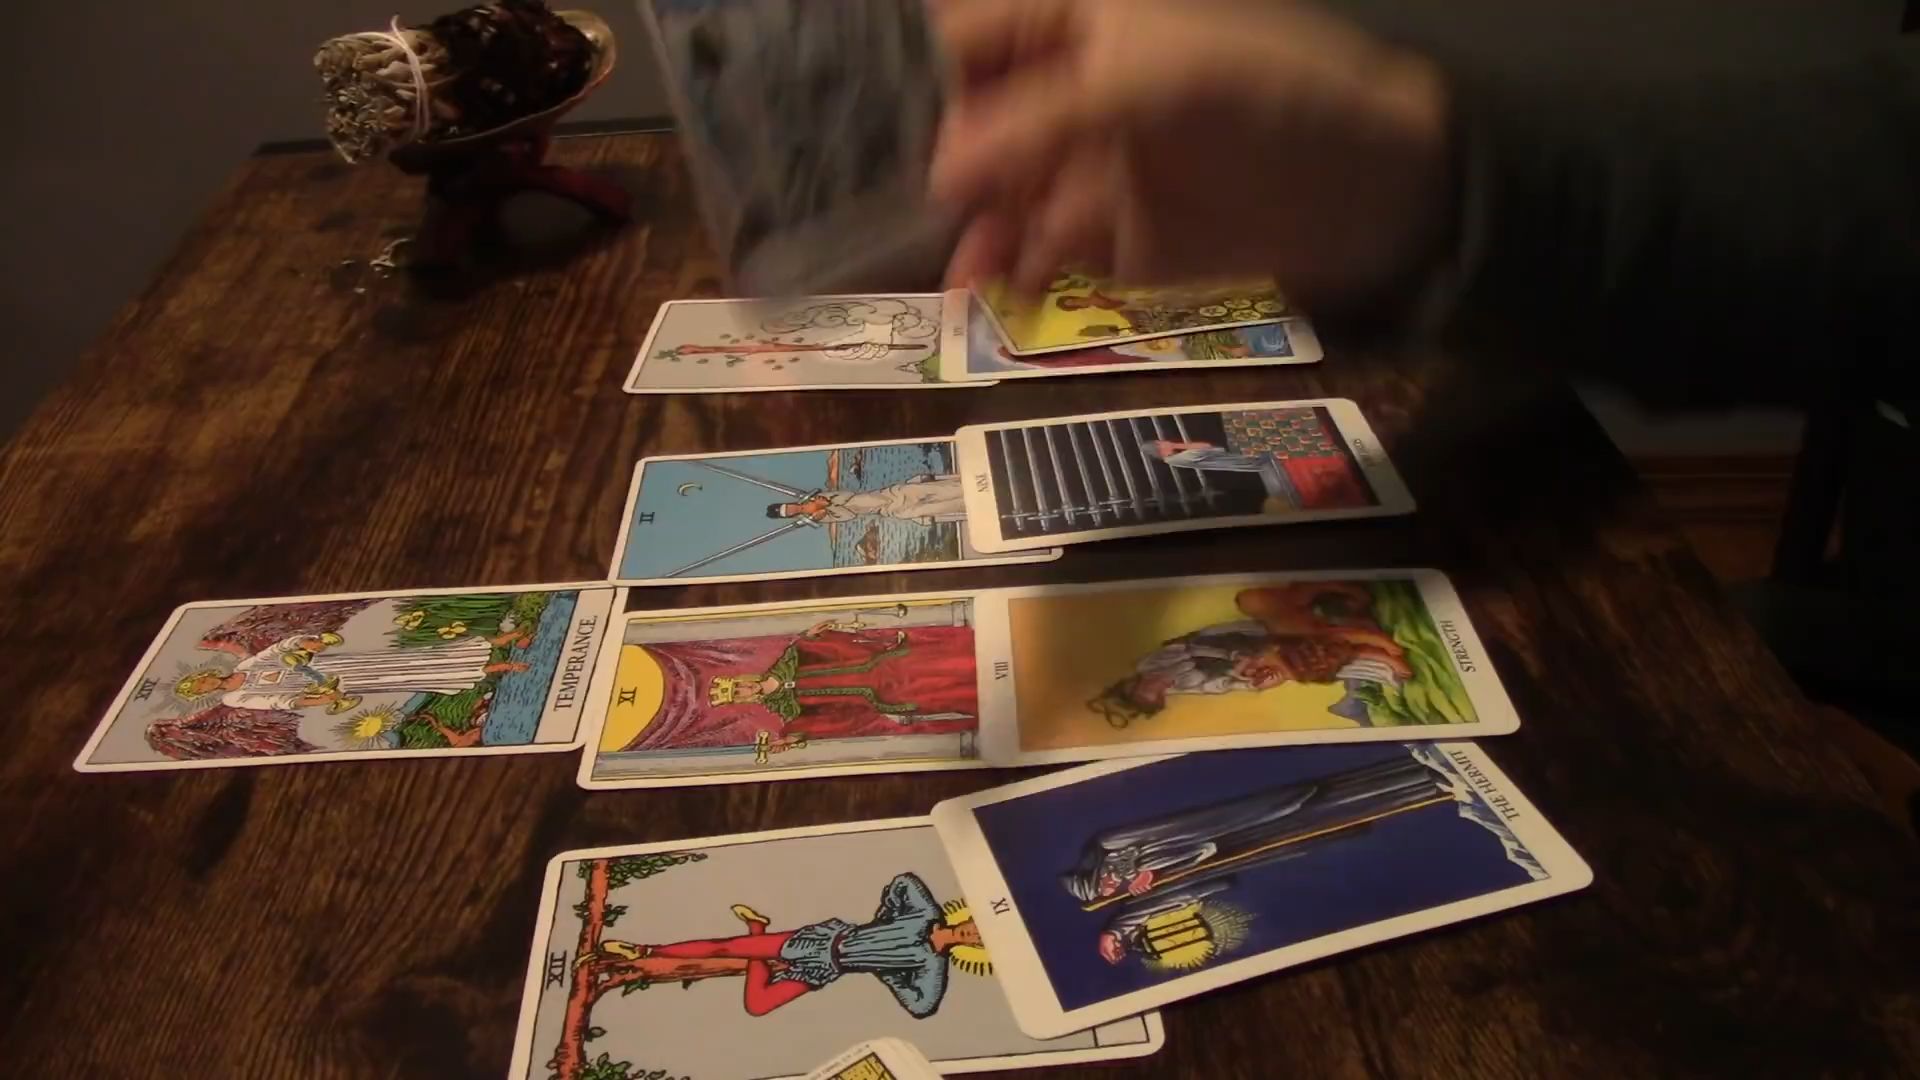 II
XIV
TEMPERANCE
XI
VIII
STRENGTH
THE HERMIT
IX
XII